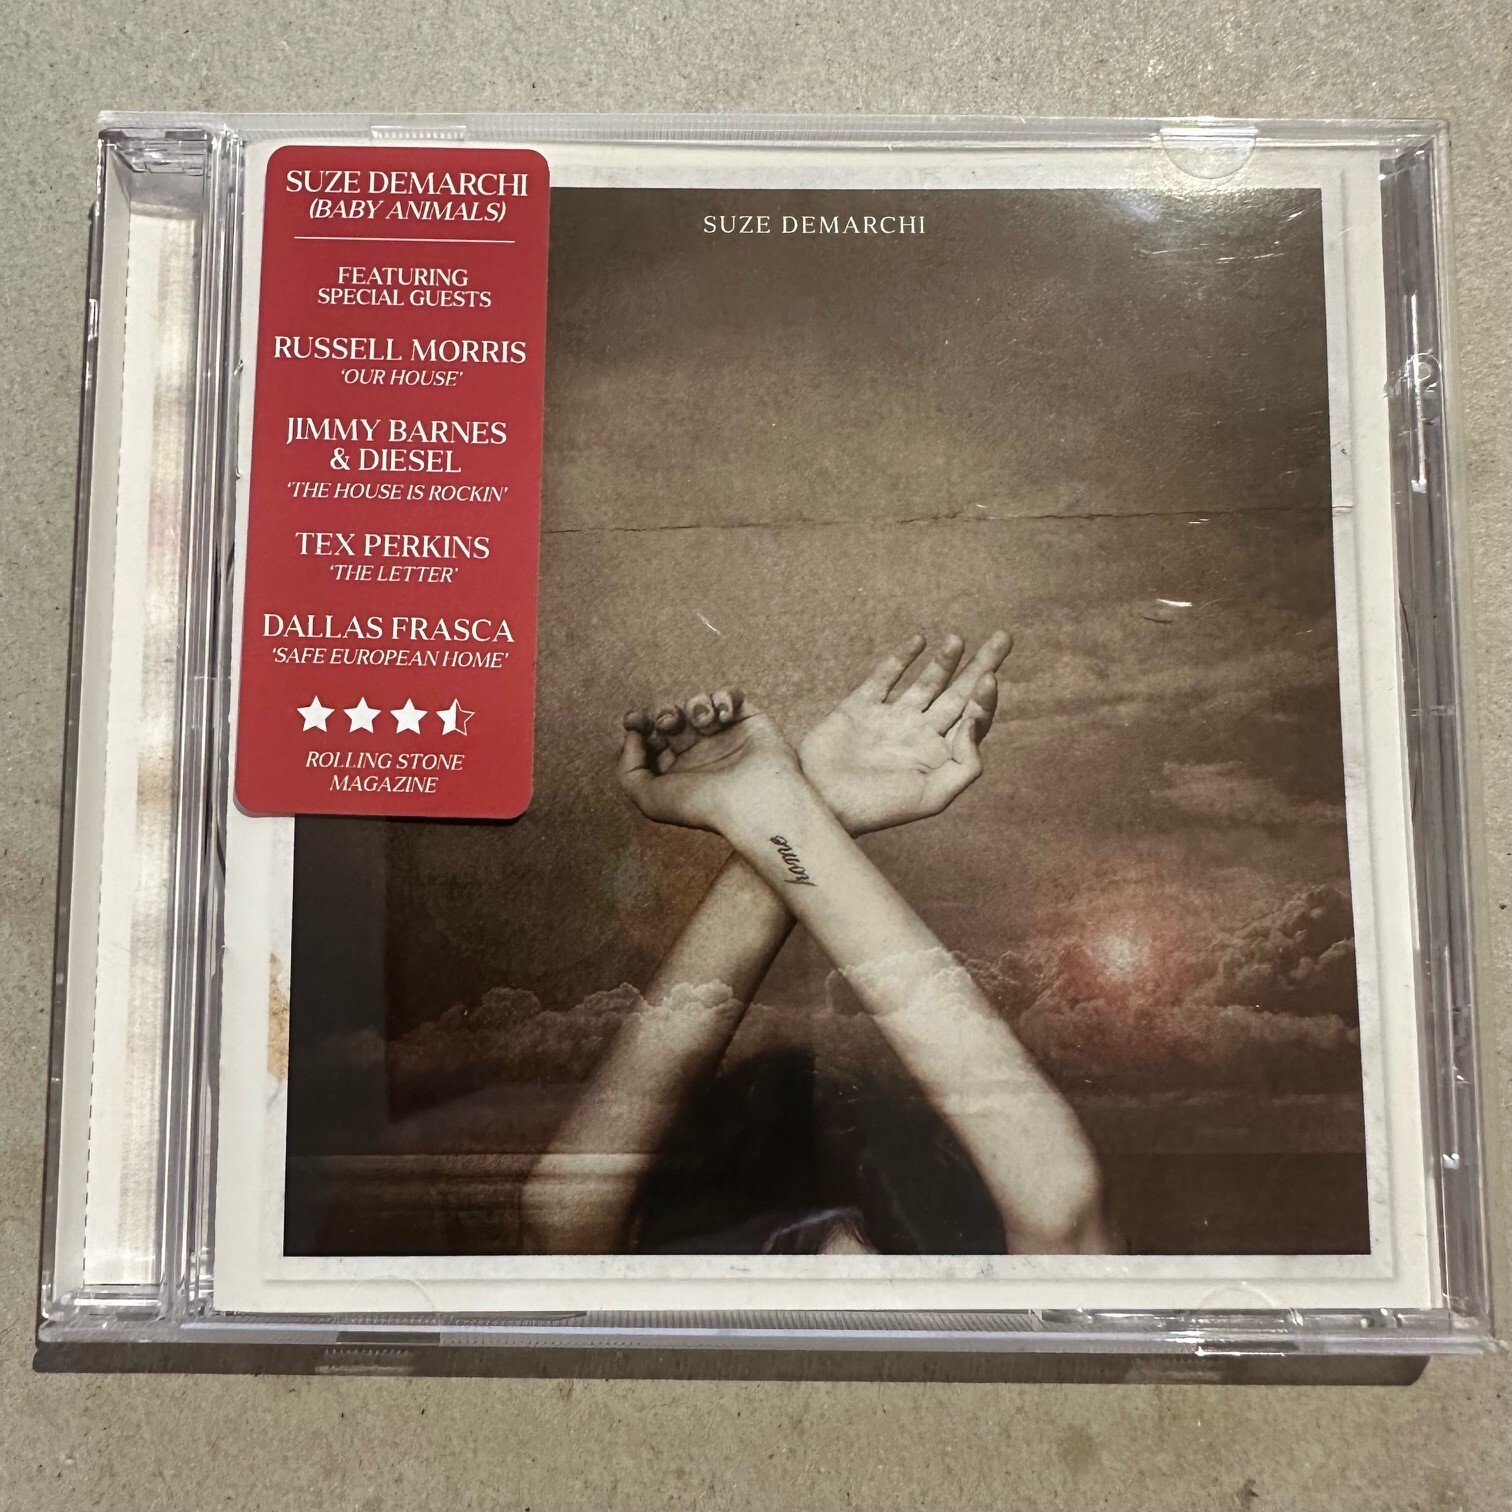 SUZE DEMARCHI
(BABY ANIMALS)
FEATURING
SPECIAL GUESTS
RUSSELL MORRIS
‘OUR HOUSE’
JIMMY BARNES
& DIESEL
‘THE HOUSE IS ROCKIN’
TEX PERKINS
‘THE LETTER’
DALLAS FRASCA
‘SAFE EUROPEAN HOME’
ROLLING STONE
MAGAZINE
SUZE DEMARCHI
home